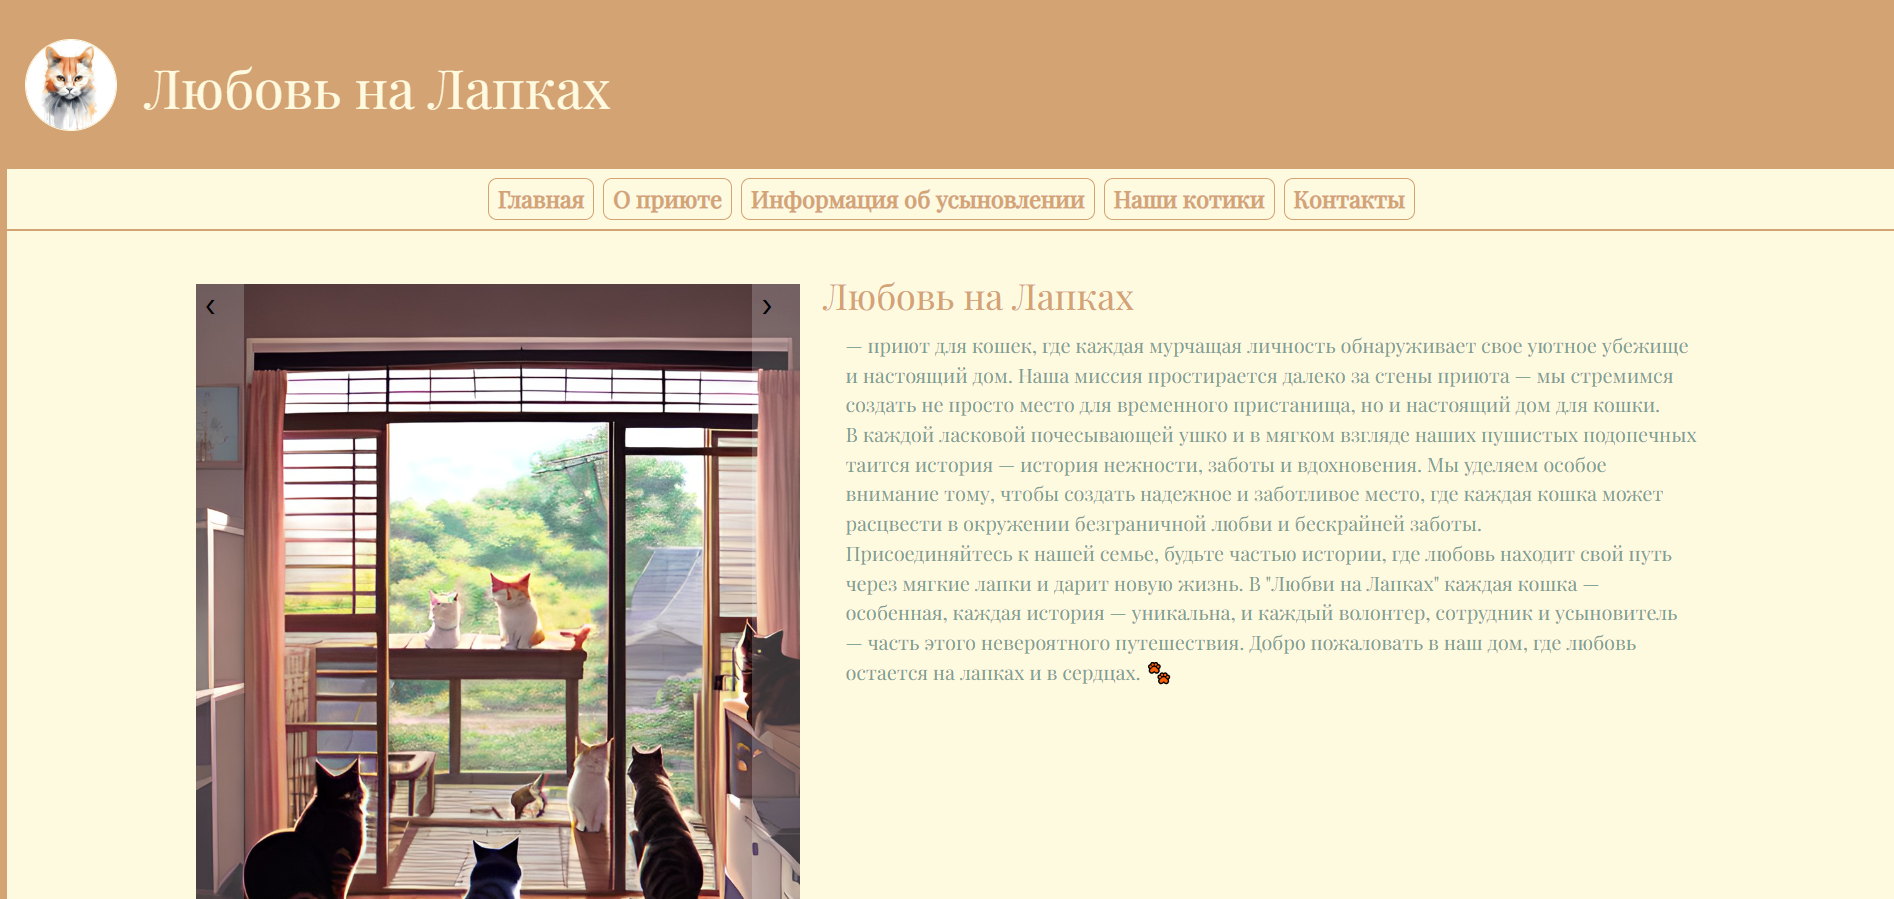 Любовь на Лапках
Главная
О приюте
Информация об усыновлении
Наши котики
Контакты
‹
›
Любовь на Лапках
— приют для кошек, где каждая мурчащая личность обнаруживает свое уютное убежище
и настоящий дом. Наша миссия простирается далеко за стены приюта — мы стремимся
создать не просто место для временного пристанища, но и настоящий дом для кошки.
В каждой ласковой почесывающей ушко и в мягком взгляде наших пушистых подопечных
таится история — история нежности, заботы и вдохновения. Мы уделяем особое
внимание тому, чтобы создать надежное и заботливое место, где каждая кошка может
расцвести в окружении безграничной любви и бескрайней заботы.
Присоединяйтесь к нашей семье, будьте частью истории, где любовь находит свой путь
через мягкие лапки и дарит новую жизнь. В "Любви на Лапках" каждая кошка —
особенная, каждая история — уникальна, и каждый волонтер, сотрудник и усыновитель
— часть этого невероятного путешествия. Добро пожаловать в наш дом, где любовь
остается на лапках и в сердцах. 🐾